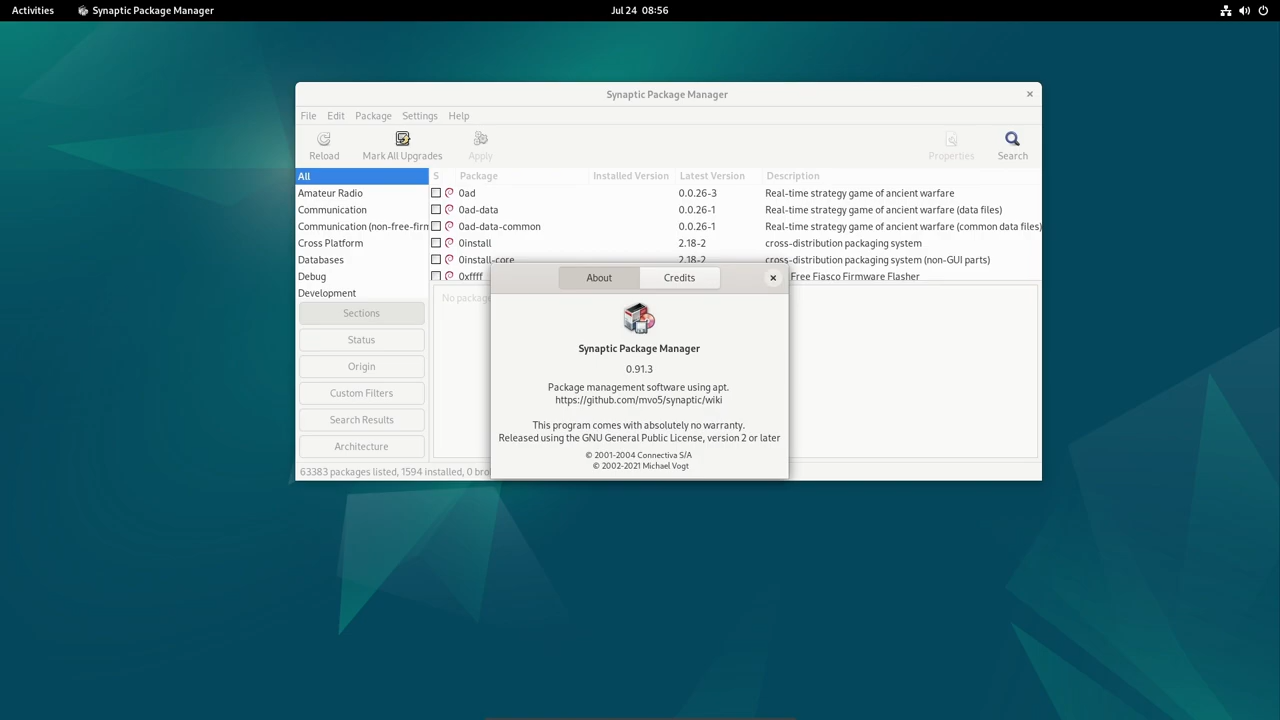 Activities Synaptic Package Manager Jul 24 08:56
Synaptic Package Manager
File Edit Package Settings Help
Reload Mark All Upgrades Apply Properties Search
All
Amateur Radio
Communication
Communication (non-free-firm
Cross Platform
Databases
Debug
Development
Sections
Status
Origin
Custom Filters
Search Results
Architecture
S Package Installed Version Latest Version Description
0ad 0.0.26-3 Real-time strategy game of ancient warfare
0ad-data 0.0.26-1 Real-time strategy game of ancient warfare (data files)
0ad-data-common 0.0.26-1 Real-time strategy game of ancient warfare (common data files)
0install 2.18-2 cross-distribution packaging system
0install-core 2.18-2 cross-distribution packaging system (non-GUI parts)
0xffff Free Fiasco Firmware Flasher
No package
About Credits
Synaptic Package Manager
0.91.3
Package management software using apt.
https://github.com/mvo5/synaptic/wiki
This program comes with absolutely no warranty.
Released using the GNU General Public License, version 2 or later
© 2001-2004 Connectiva S/A
© 2002-2021 Michael Vogt
63383 packages listed, 1594 installed, 0 bro